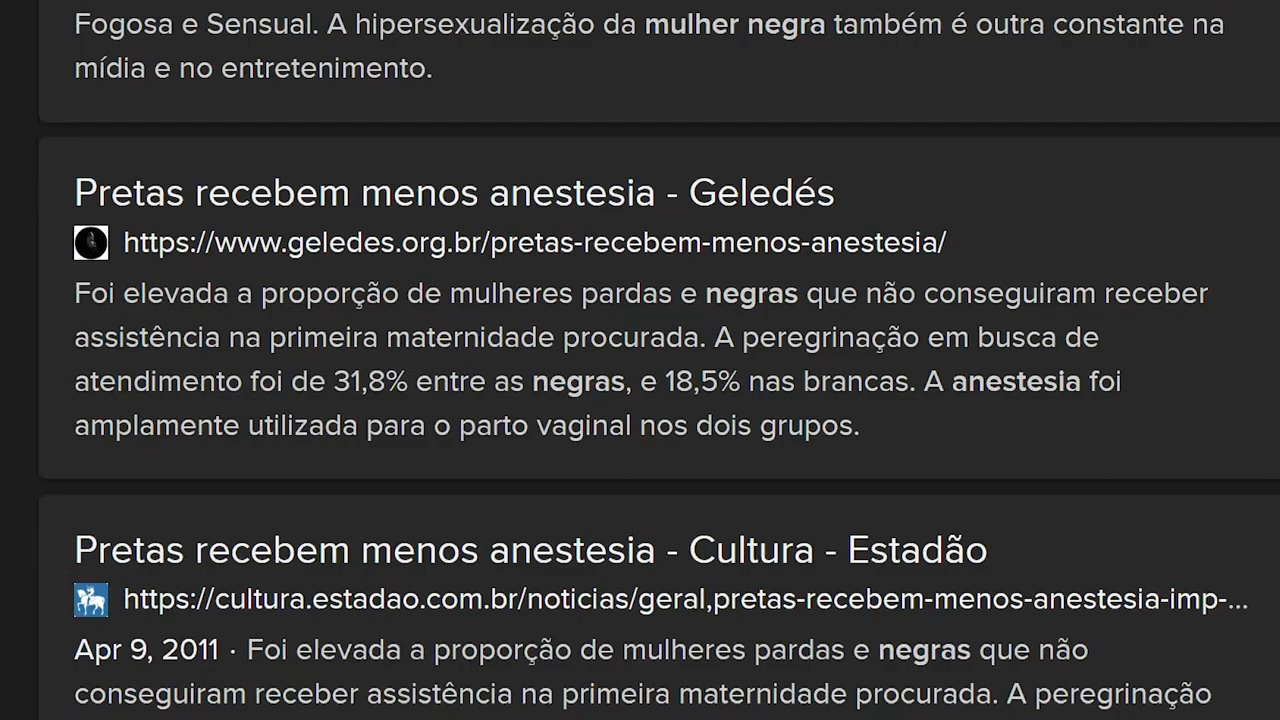 Fogosa e Sensual. A hipersexualização da mulher negra também é outra constante na
mídia e no entretenimento.
Pretas recebem menos anestesia - Geledés
https://www.geledes.org.br/pretas-recebem-menos-anestesia/
Foi elevada a proporção de mulheres pardas e negras que não conseguiram receber
assistência na primeira maternidade procurada. A peregrinação em busca de
atendimento foi de 31,8% entre as negras, e 18,5% nas brancas. A anestesia foi
amplamente utilizada para o parto vaginal nos dois grupos.
Pretas recebem menos anestesia - Cultura - Estadão
https://cultura.estadao.com.br/noticias/geral,pretas-recebem-menos-anestesia-imp-...
Apr 9, 2011 · Foi elevada a proporção de mulheres pardas e negras que não
conseguiram receber assistência na primeira maternidade procurada. A peregrinação